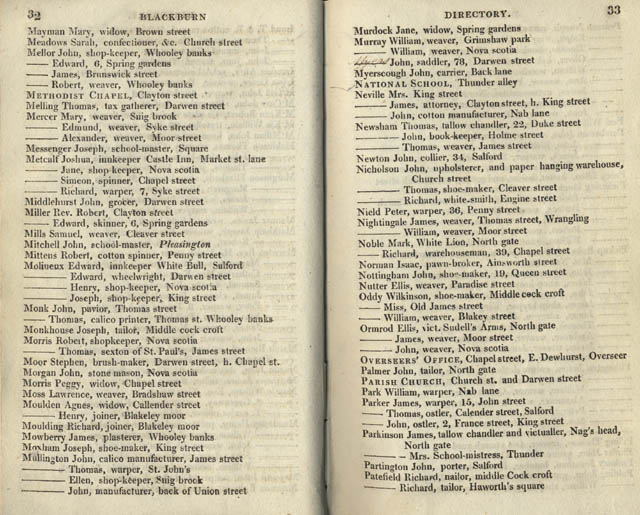 32 BLACKBURN
Mayman Mary, widow, Brown street
Meadows Sarah, confectioner, &c. Church street
Mellor John, shop-keeper, Whooley banks
—— Edward, 6, Spring gardens
—— James, Brunswick street
—— Robert, weaver, Whooley banks
METHODIST CHAPEL, Clayton street
Melling Thomas, tax gatherer, Darwen street
Mercer Mary, weaver, Snig brook
—— Edmund, weaver, Syke street
—— Alexander, weaver, Moor street
Messenger Joseph, school-master, Square
Metcalf Joshua, innkeeper Castle Inn, Market st. lane
—— Jane, shop-keeper, Nova scotia
—— Simeon, spinner, Chapel street
—— Richard, warper, 7, Syke street
Middlehurst John, grocer, Darwen street
Miller Rev. Robert, Clayton street
—— Edward, skinner, 6, Spring gardens
Mills Samuel, weaver, Cleaver street
Mitchell John, school-master, Pleasington
Mittens Robert, cotton spinner, Penny street
Molineux Edward, innkeeper White Bull, Sulford
—— Edward, wheelwright, Darwen street
—— Henry, shop-keeper, Nova scotia
—— Joseph, shop-keeper, King street
Monk John, pavior, Thomas street
—— Thomas, calico printer, Thomas st. Whooley banks
Monkhouse Joseph, tailor, Middle cock croft
Morris Robert, shopkeeper, Nova scotia
—— Thomas, sexton of St. Paul's, James street
Moor Stephen, brush-maker, Darwen street, h. Chapel st.
Morgan John, stone mason, Nova scotia
Morris Peggy, widow, Chapel street
Moss Lawrence, weaver, Bradshaw street
Moulden Agnes, widow, Callender street
—— Henry, joiner, Blakeley moor
Moulding Richard, joiner, Blakeley moor
Mowberry James, plasterer, Whooley banks
Moxham Joseph, shoe-maker, King street
Mullington John, calico manufacturer, James street
—— Thomas, warper, St. John's
—— Ellen, shop-keeper, Snig brook
—— John, manufacturer, back of Union street
DIRECTORY. 33
Murdock Jane, widow, Spring gardens
Murray William, weaver, Grimshaw park
—— William, weaver, Nova scotia
John, saddler, 78, Darwen street
Myerscough John, carrier, Back lane
NATIONAL SCHOOL, Thunder alley
Neville Mrs. King street
—— James, attorney, Clayton street, h. King street
—— John, cotton manufacturer, Nab lane
Newsham Thomas, tallow chandler, 22, Duke street
—— John, book-keeper, Holme street
—— Thomas, weaver, James street
Newton John, collier, 34, Salford
Nicholson John, upholterer, and paper hanging warehouse,
Church street
—— Thomas, shoe-maker, Cleaver street
—— Richard, white-smith, Engine street
Nield Peter, warper, 36, Penny street
Nightingale James, weaver, Thomas street, Wrangling
—— William, weaver, Moor street
Noble Mark, White Lion, North gate
—— Richard, warehouseman, 39, Chapel street
Norman Isaac, pawn-broker, Ainsworth street
Nottingham John, shoe-maker, 19, Queen street
Nutter Ellis, weaver, Paradise street
Oddy Wilkinson, shoe-maker, Middle cock croft
—— Miss, Old James street
—— William, weaver, Blakey street
Ormrod Ellis, vict. Sudell's Arms, North gate
—— James, weaver, Moor street
—— John, weaver, Nova scotia
OVERSEERS' OFFICE, Chapel street, E. Dewhurst, Overseer
Palmer John, tailor, North gate
PARISH CHURCH, Church st. and Darwen street
Park William, warper, Nab lane
Parker James, warper, 15, John street
—— Thomas, ostler, Calender street, Salford
—— John, ostler, 2, France street, King street
Parkinson James, tallow chandler and victualler, Nag's head,
North gate
—— – Mrs. School-mistress, Thunder
Partington John, porter, Salford
Patefield Richard, nailor, middle Cock croft
—— Richard, tailor, Haworth's square